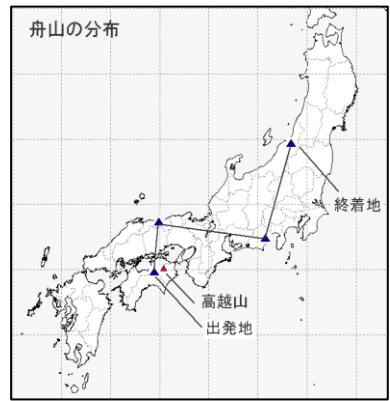 舟山の分布
終着地
高越山
出発地